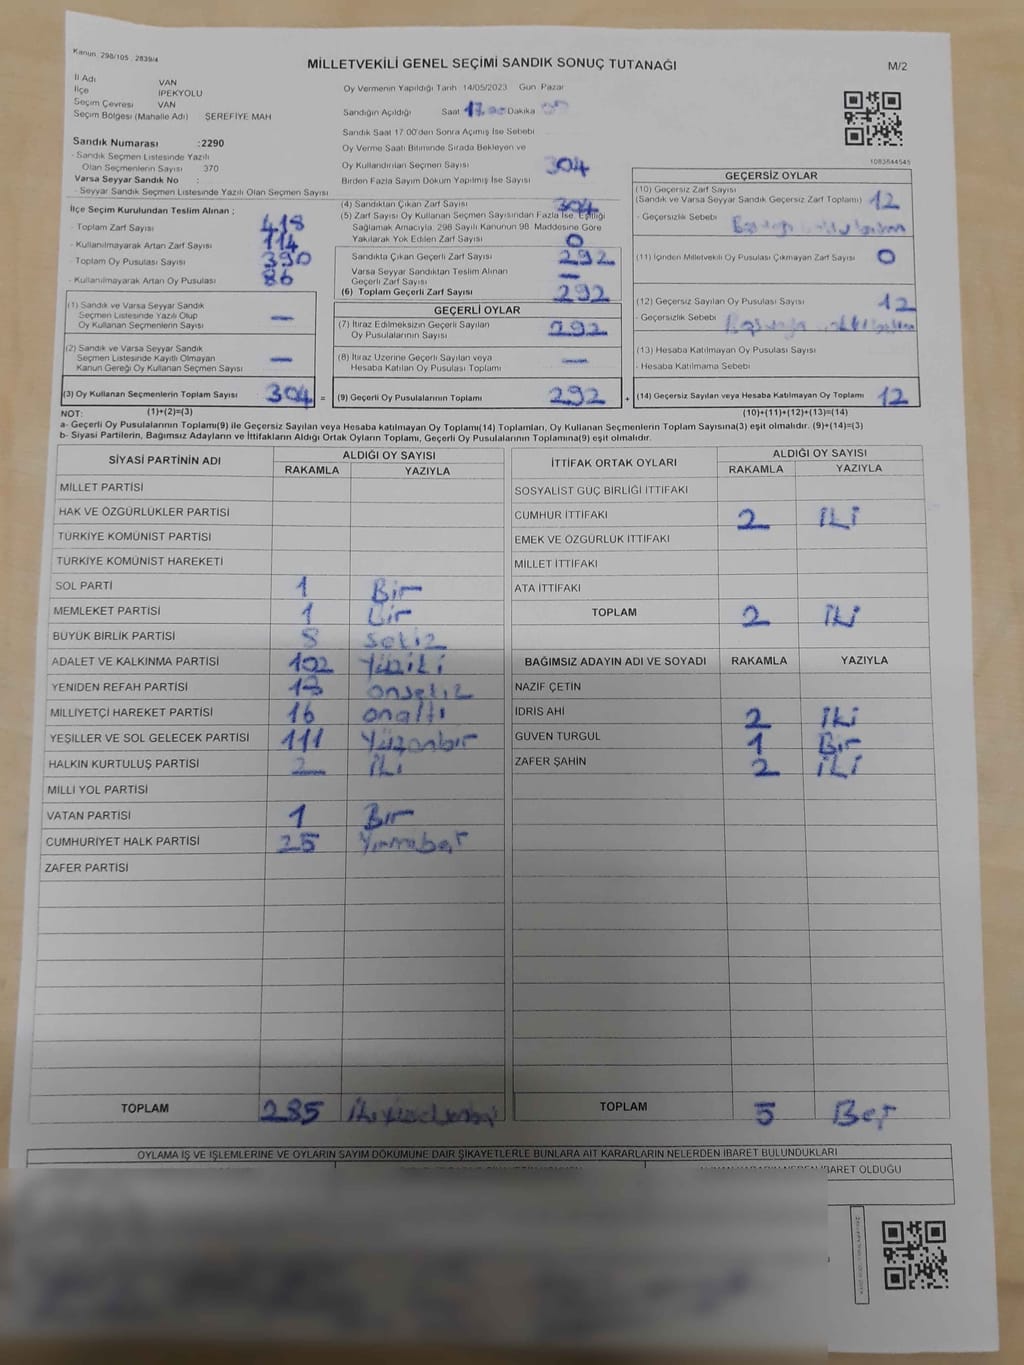 Kanun: 298/105 , 2839/4
MİLLETVEKİLİ GENEL SEÇİMİ SANDIK SONUÇ TUTANAĞI
M/2
İl Adı VAN
İlçe İPEKYOLU
Seçim Çevresi VAN
Seçim Bölgesi (Mahalle Adı) ŞEREFİYE MAH
Sandık Numarası :2290
- Sandık Seçmen Listesinde Yazılı
Olan Seçmenlerin Sayısı : 370
Varsa Seyyar Sandık No :
- Seyyar Sandık Seçmen Listesinde Yazılı Olan Seçmen Sayısı
Oy Vermenin Yapıldığı Tarih 14/05/2023 Gün Pazar
Sandığın Açıldığı Saat 17.00 Dakika 00
Sandık Saat 17:00'den Sonra Açılmış İse Sebebi
Oy Verme Saati Bitiminde Sırada Bekleyen ve
Oy Kullandırılan Seçmen Sayısı 304
Birden Fazla Sayım Döküm Yapılmış İse Sayısı
1083644545
İlçe Seçim Kurulundan Teslim Alınan ;
- Toplam Zarf Sayısı 418
- Kullanılmayarak Artan Zarf Sayısı 114
- Toplam Oy Pusulası Sayısı 390
- Kullanılmayarak Artan Oy Pusulası 86
(1) Sandık ve Varsa Seyyar Sandık
Seçmen Listesinde Yazılı Olup
Oy Kullanan Seçmenlerin Sayısı —
(2) Sandık ve Varsa Seyyar Sandık
Seçmen Listesinde Kayıtlı Olmayan
Kanun Gereği Oy Kullanan Seçmen Sayısı —
(3) Oy Kullanan Seçmenlerin Toplam Sayısı 304 =
(4) Sandıktan Çıkan Zarf Sayısı 304
(5) Zarf Sayısı Oy Kullanan Seçmen Sayısından Fazla İse, Eşitliği
Sağlamak Amacıyla, 298 Sayılı Kanunun 98. Maddesine Göre
Yakılarak Yok Edilen Zarf Sayısı 0
Sandıkta Çıkan Geçerli Zarf Sayısı 292
Varsa Seyyar Sandıktan Teslim Alınan
Geçerli Zarf Sayısı —
(6) Toplam Geçerli Zarf Sayısı 292
GEÇERLİ OYLAR
(7) İtiraz Edilmeksizin Geçerli Sayılan
Oy Pusulalarının Sayısı 292
(8) İtiraz Üzerine Geçerli Sayılan veya
Hesaba Katılan Oy Pusulası Toplamı —
(9) Geçerli Oy Pusulalarının Toplamı 292 +
GEÇERSİZ OYLAR
(10) Geçersiz Zarf Sayısı
(Sandık ve Varsa Seyyar Sandık Geçersiz Zarf Toplamı) 12
- Geçersizlik Sebebi
(11) İçinden Milletvekili Oy Pusulası Çıkmayan Zarf Sayısı 0
(12) Geçersiz Sayılan Oy Pusulası Sayısı 12
- Geçersizlik Sebebi
(13) Hesaba Katılmayan Oy Pusulası Sayısı
- Hesaba Katılmama Sebebi
(14) Geçersiz Sayılan veya Hesaba Katılmayan Oy Toplamı 12
NOT: (1)+(2)=(3) (10)+(11)+(12)+(13)=(14)
a- Geçerli Oy Pusulalarının Toplamı(9) ile Geçersiz Sayılan veya Hesaba katılmayan Oy Toplamı(14) Toplamları, Oy Kullanan Seçmenlerin Toplam Sayısına(3) eşit olmalıdır. (9)+(14)=(3)
b- Siyasi Partilerin, Bağımsız Adayların ve İttifakların Aldığı Ortak Oyların Toplamı, Geçerli Oy Pusulalarının Toplamına(9) eşit olmalıdır.
SİYASİ PARTİNİN ADI ALDIĞI OY SAYISI
RAKAMLA YAZIYLA
MİLLET PARTİSİ
HAK VE ÖZGÜRLÜKLER PARTİSİ
TÜRKİYE KOMÜNİST PARTİSİ
TÜRKİYE KOMÜNİST HAREKETİ
SOL PARTİ 1 Bir
MEMLEKET PARTİSİ 1 Bir
BÜYÜK BİRLİK PARTİSİ 8 Sekiz
ADALET VE KALKINMA PARTİSİ 102 Yüziki
YENİDEN REFAH PARTİSİ 18 onsekiz
MİLLİYETÇİ HAREKET PARTİSİ 16 onaltı
YEŞİLLER VE SOL GELECEK PARTİSİ 111 Yüzonbir
HALKIN KURTULUŞ PARTİSİ 2 iki
MİLLİ YOL PARTİSİ
VATAN PARTİSİ 1 Bir
CUMHURİYET HALK PARTİSİ 25 Yirmibeş
ZAFER PARTİSİ
TOPLAM 285 ikiyüzseksenbeş
İTTİFAK ORTAK OYLARI ALDIĞI OY SAYISI
RAKAMLA YAZIYLA
SOSYALİST GÜÇ BİRLİĞİ İTTİFAKI
CUMHUR İTTİFAKI 2 iki
EMEK VE ÖZGÜRLÜK İTTİFAKI
MİLLET İTTİFAKI
ATA İTTİFAKI
TOPLAM 2 iki
BAĞIMSIZ ADAYIN ADI VE SOYADI RAKAMLA YAZIYLA
NAZİF ÇETİN
İDRİS AHİ 2 iki
GÜVEN TURGUL 1 Bir
ZAFER ŞAHİN 2 iki
TOPLAM 5 Beş
OYLAMA İŞ VE İŞLEMLERİNE VE OYLARIN SAYIM DÖKÜMÜNE DAİR ŞİKAYETLERLE BUNLARA AİT KARARLARIN NELERDEN İBARET BULUNDUKLARI
İBARET OLDUĞU